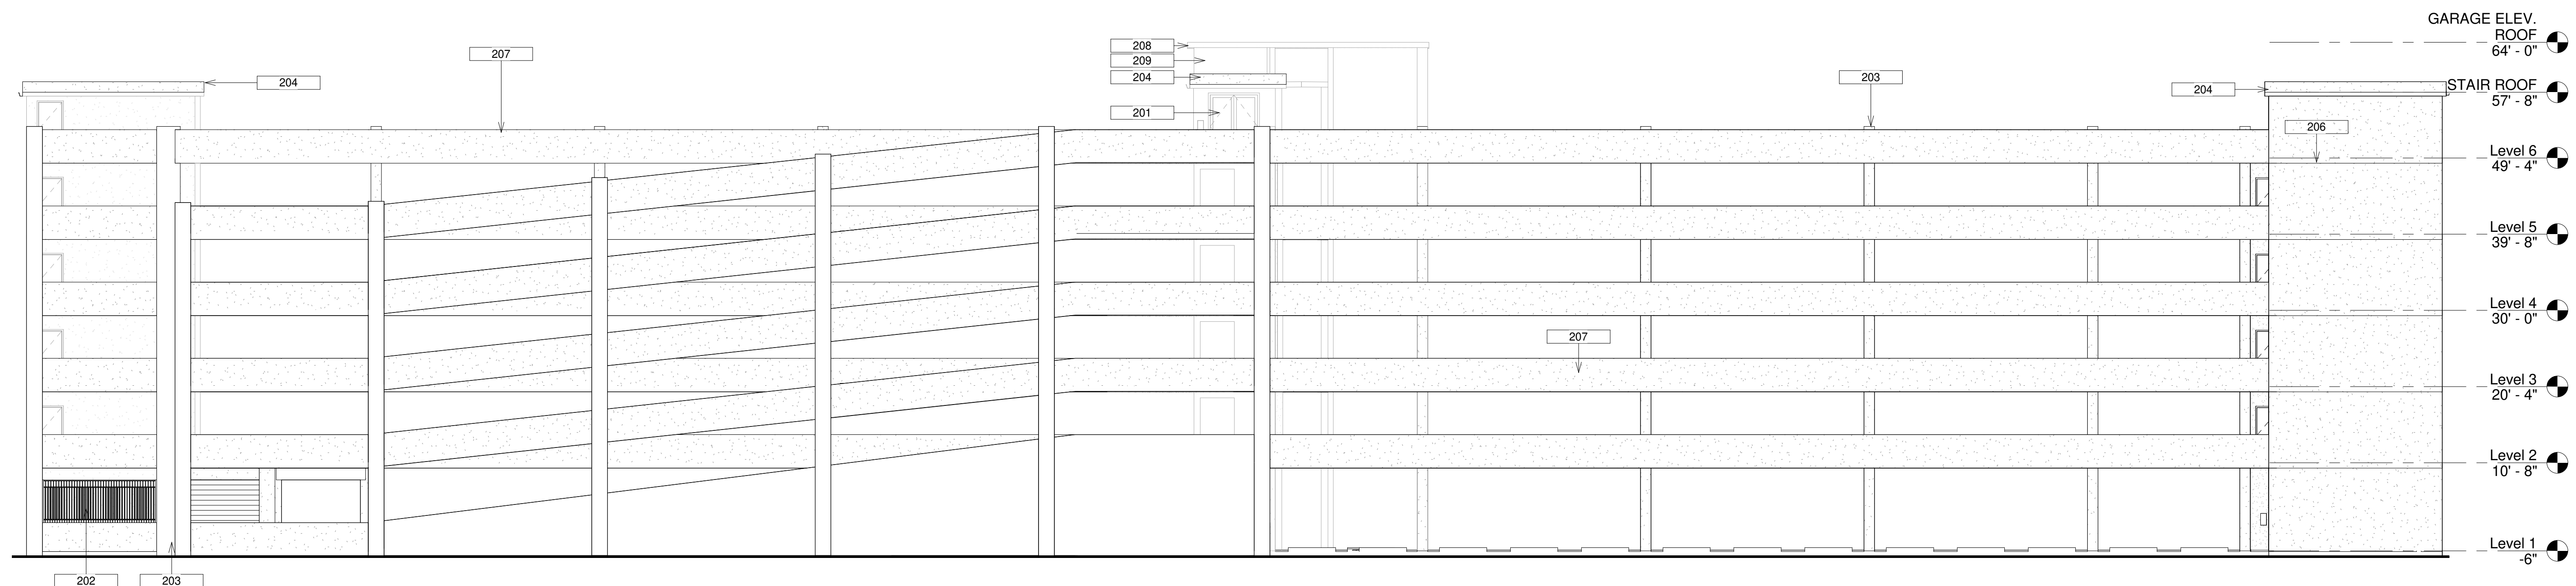 GARAGE ELEV.
ROOF
64' - 0"
208
207
209
204
203
204
STAIR ROOF
57' - 8"
204
201
206
Level 6
49' - 4"
Level 5
39' - 8"
Level 4
30' - 0"
207
Level 3
20' - 4"
Level 2
10' - 8"
Level 1
-6"
202
203